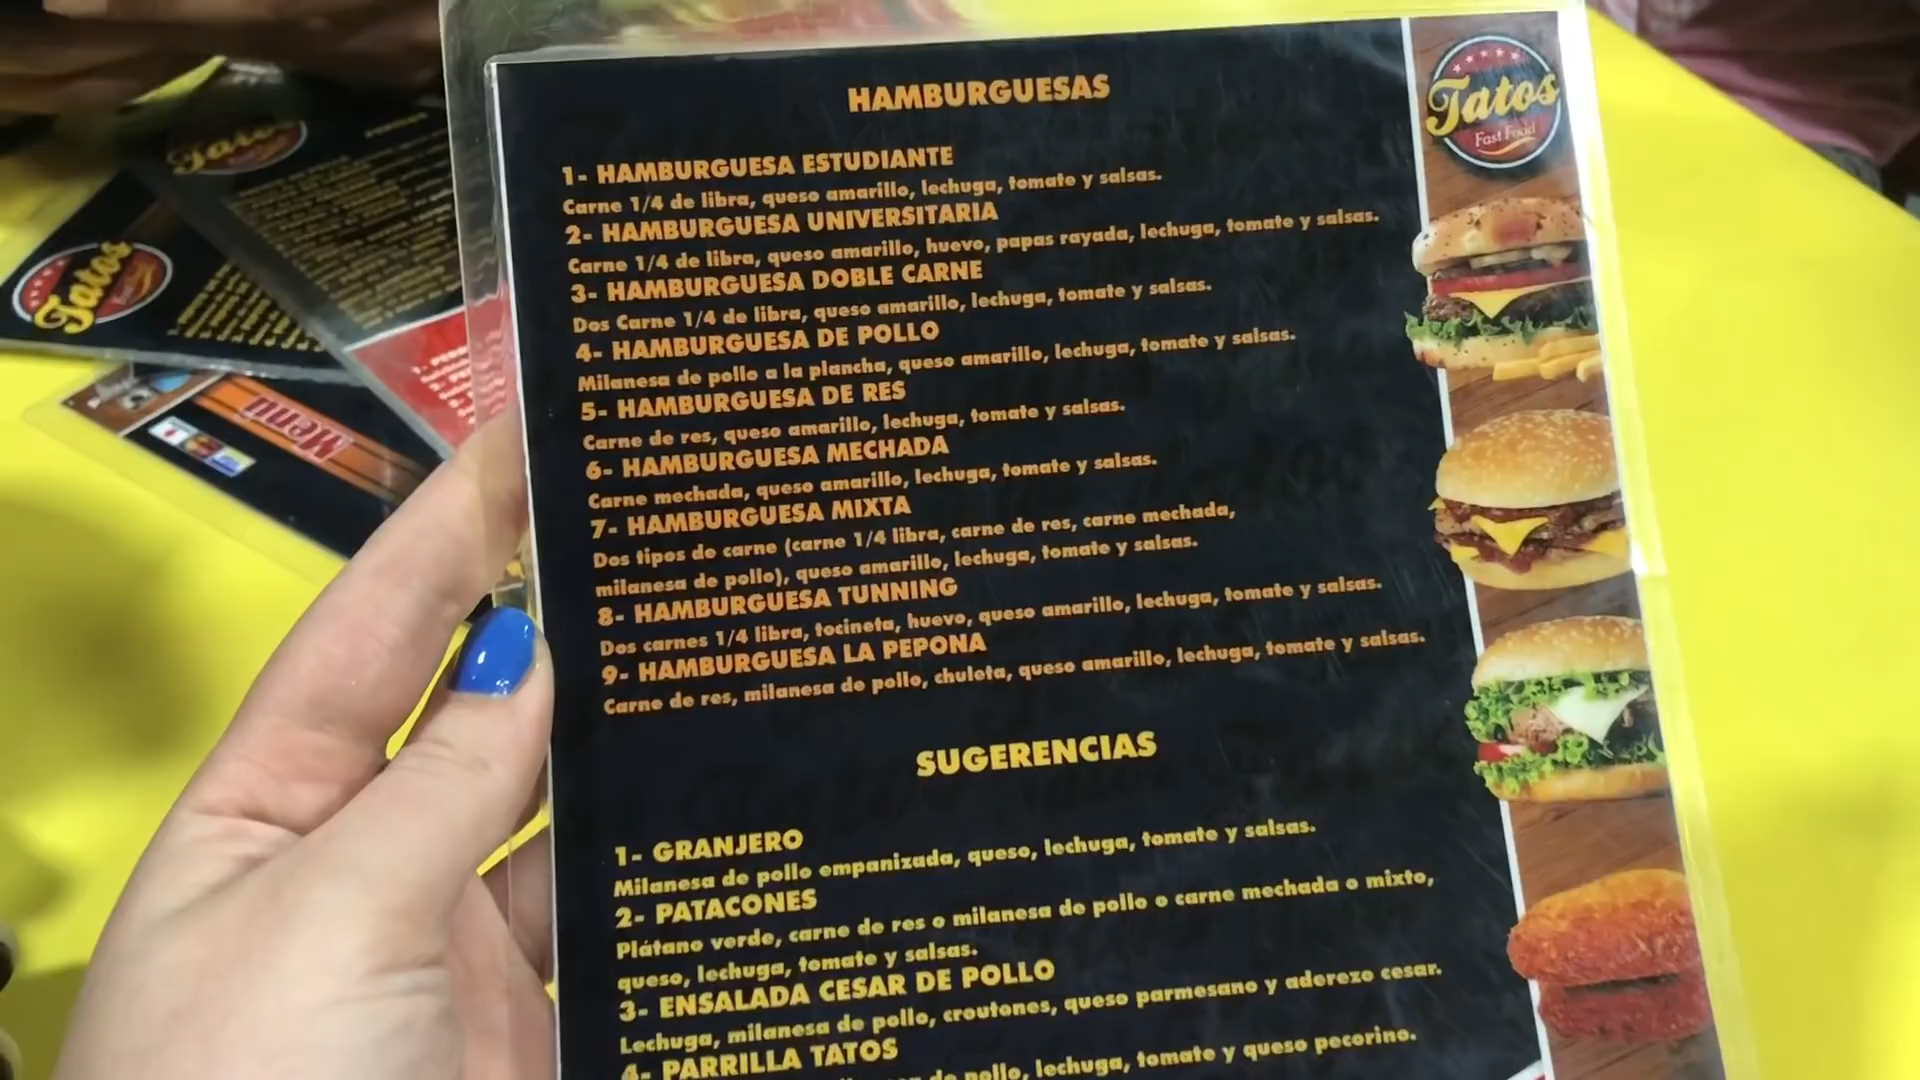 HAMBURGUESAS
Tatos
Fast Food
1- HAMBURGUESA ESTUDIANTE
Carne 1/4 de libra, queso amarillo, lechuga, tomate y salsas.
2- HAMBURGUESA UNIVERSITARIA
Carne 1/4 de libra, queso amarillo, huevo, papas rayada, lechuga, tomate y salsas.
3- HAMBURGUESA DOBLE CARNE
Dos Carne 1/4 de libra, queso amarillo, lechuga, tomate y salsas.
4- HAMBURGUESA DE POLLO
Milanesa de pollo a la plancha, queso amarillo, lechuga, tomate y salsas.
5- HAMBURGUESA DE RES
Carne de res, queso amarillo, lechuga, tomate y salsas.
6- HAMBURGUESA MECHADA
Carne mechada, queso amarillo, lechuga, tomate y salsas.
7- HAMBURGUESA MIXTA
Dos tipos de carne (carne 1/4 libra, carne de res, carne mechada,
milanesa de pollo), queso amarillo, lechuga, tomate y salsas.
8- HAMBURGUESA TUNNING
Dos carnes 1/4 libra, tocineta, huevo, queso amarillo, lechuga, tomate y salsas.
9- HAMBURGUESA LA PEPONA
Carne de res, milanesa de pollo, chuleta, queso amarillo, lechuga, tomate y salsas.
SUGERENCIAS
1- GRANJERO
Milanesa de pollo empanizada, queso, lechuga, tomate y salsas.
2- PATACONES
Plátano verde, carne de res o milanesa de pollo o carne mechada o mixto,
queso, lechuga, tomate y salsas.
3- ENSALADA CESAR DE POLLO
Lechuga, milanesa de pollo, croutones, queso parmesano y aderezo cesar.
4- PARRILLA TATOS
de pollo, lechuga, tomate y queso pecorino.
Tatos
Tatos
Menú